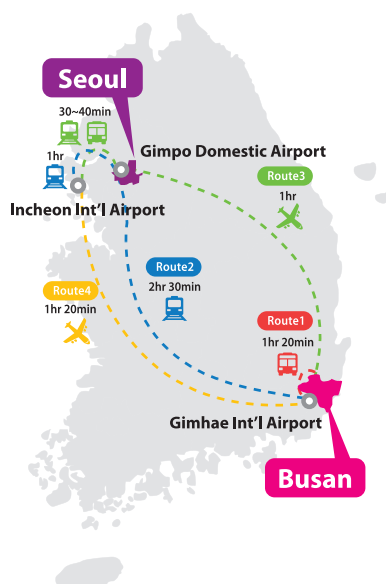 Seoul
30~40min
1hr
Gimpo Domestic Airport
Route3
1hr
Incheon Int'l Airport
Route2
2hr 30min
Route4
1hr 20min
Route1
1hr 20min
Gimhae Int'l Airport
Busan